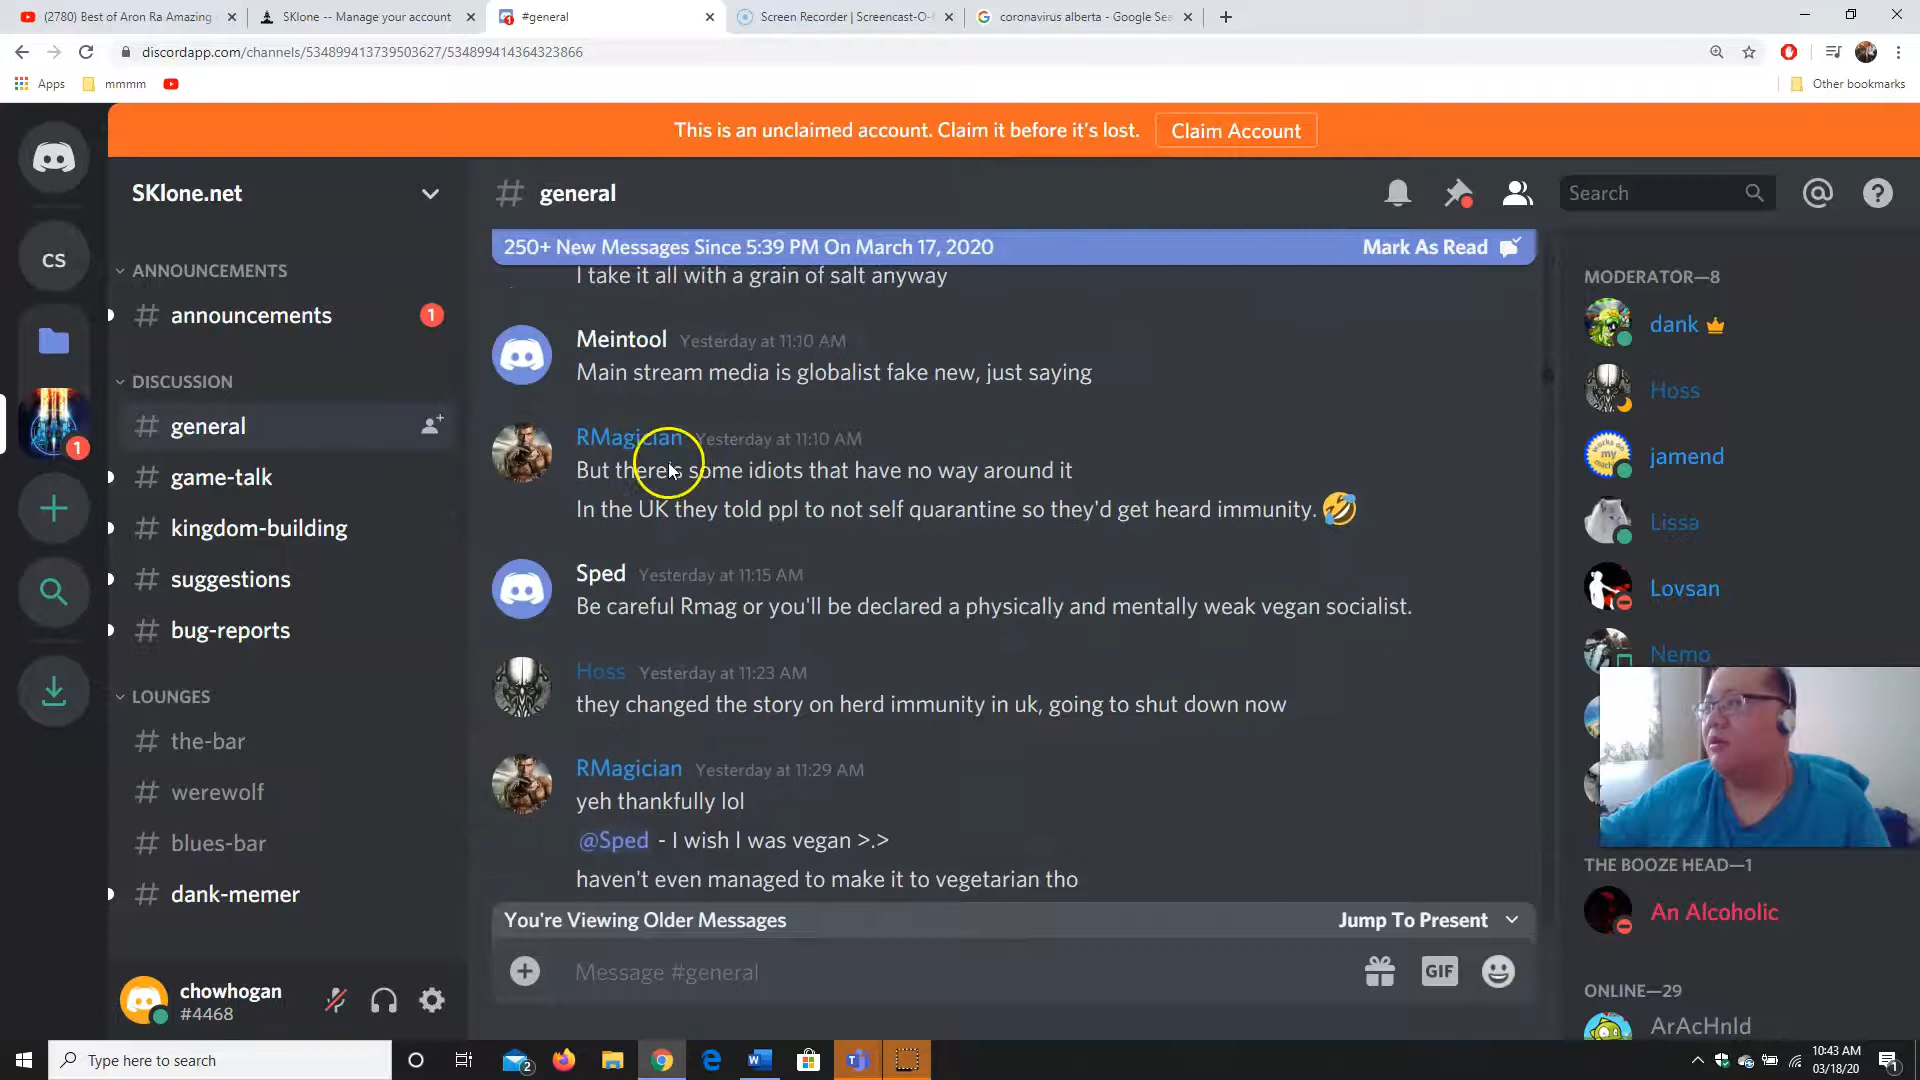 (2780) Best of Aron Ra Amazing
SKlone -- Manage your account
#general
Screen Recorder | Screencast-O-
coronavirus alberta - Google Sea
discordapp.com/channels/534899413739503627/534899414364323866
Apps
mmmm
Other bookmarks
This is an unclaimed account. Claim it before it's lost.
Claim Account
SKlone.net
general
Search
250+ New Messages Since 5:39 PM On March 17, 2020
Mark As Read
CS
ANNOUNCEMENTS
announcements
1
DISCUSSION
general
game-talk
kingdom-building
suggestions
bug-reports
LOUNGES
the-bar
werewolf
blues-bar
dank-memer
1
chowhogan
#4468
I take it all with a grain of salt anyway
Meintool Yesterday at 11:10 AM
Main stream media is globalist fake new, just saying
RMagician Yesterday at 11:10 AM
But there's some idiots that have no way around it
In the UK they told ppl to not self quarantine so they'd get heard immunity.
Sped Yesterday at 11:15 AM
Be careful Rmag or you'll be declared a physically and mentally weak vegan socialist.
Hoss Yesterday at 11:23 AM
they changed the story on herd immunity in uk, going to shut down now
RMagician Yesterday at 11:29 AM
yeh thankfully lol
@Sped - I wish I was vegan >.>
haven't even managed to make it to vegetarian tho
You're Viewing Older Messages
Jump To Present
Message #general
GIF
MODERATOR—8
dank
Hoss
works on my machine
jamend
Lissa
Lovsan
Nemo
THE BOOZE HEAD—1
An Alcoholic
ONLINE—29
ArAcHnId
Type here to search
2
10:43 AM
03/18/20
1